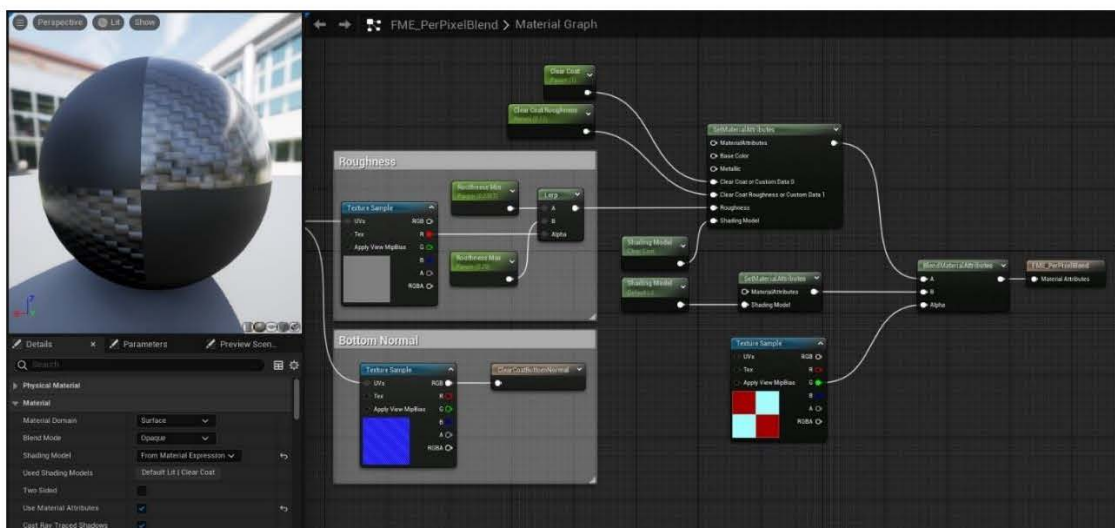 Perspective
Lit
Show
FME_PerPixelBlend > Material Graph
Clear Coat
Clear Coat Roughness
SetMaterialAttributes
MaterialAttributes
Base Color
Metallic
Clear Coat or Custom Data 0
Clear Coat Roughness or Custom Data 1
Roughness
Shading Model
Roughness
Roughness Min
Lerp
A
B
Alpha
Texture Sample
UVs RGB
Tex R
Apply View MipBias G
B
A
RGBA
Roughness Max
Shading Model
Clear Coat
Shading Model
Default Lit
SetMaterialAttributes
MaterialAttributes
Shading Model
BlendMaterialAttributes
A
B
Alpha
FME_PerPixelBlend
Material Attributes
Bottom Normal
Texture Sample
UVs RGB
Tex R
Apply View MipBias G
B
A
RGBA
ClearCoatBottomNormal
Texture Sample
UVs RGB
Tex R
Apply View MipBias G
B
A
RGBA
Details
Parameters
Preview Scen..
Search
Physical Material
Material
Material Domain Surface
Blend Mode Opaque
Shading Model From Material Expression
Used Shading Models Default Lit | Clear Coat
Two Sided
Use Material Attributes
Cast Ray Traced Shadows